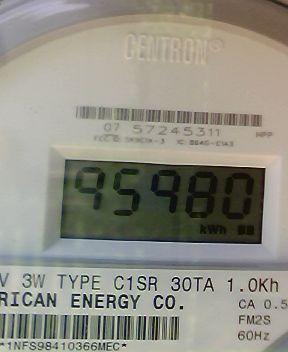 CENTRON®
07 57245311 HPP
95980
kWh
V 3W TYPE C1SR 30TA 1.0Kh
RICAN ENERGY CO.
CA 0.5
FM2S
60Hz
*1NFS98410366MEC*